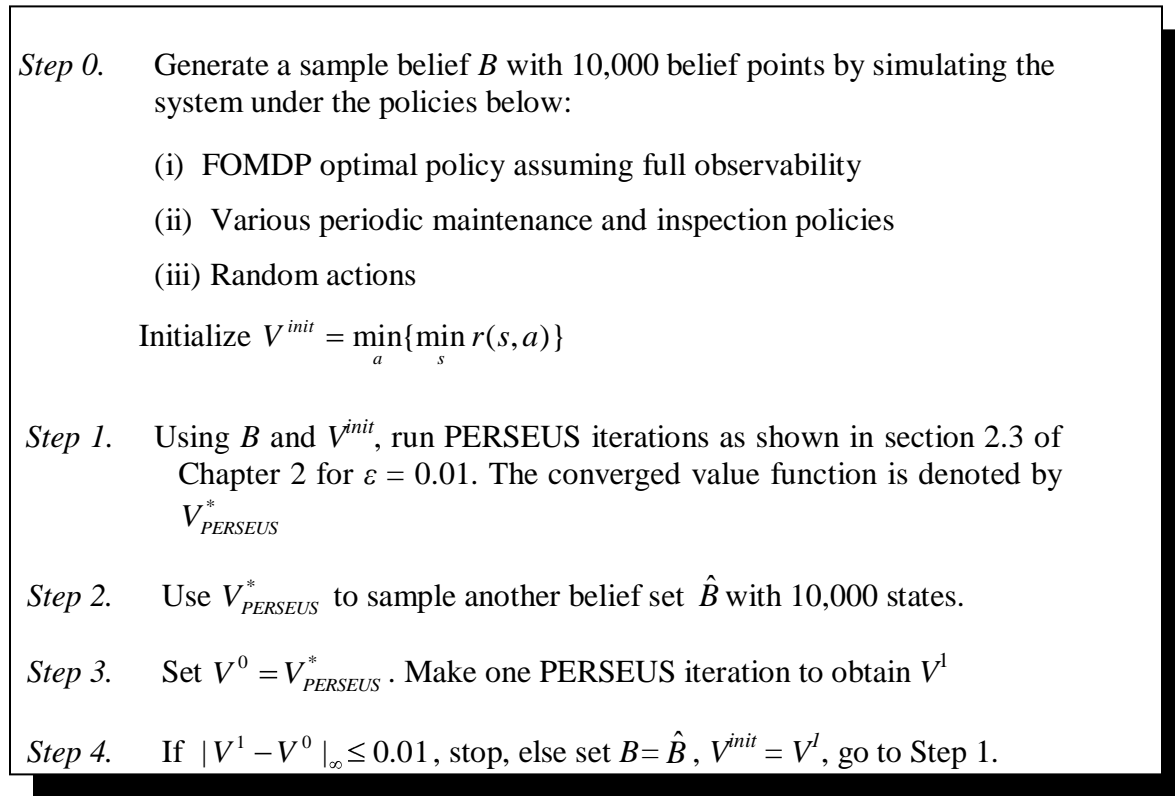 Step 0. Generate a sample belief B with 10,000 belief points by simulating the
system under the policies below:
(i) FOMDP optimal policy assuming full observability
(ii) Various periodic maintenance and inspection policies
(iii) Random actions
Initialize V^{init} = min_a{min_s r(s,a)}
Step 1. Using B and V^{init}, run PERSEUS iterations as shown in section 2.3 of
Chapter 2 for ε = 0.01. The converged value function is denoted by
V^*_{PERSEUS}
Step 2. Use V^*_{PERSEUS} to sample another belief set B̂ with 10,000 states.
Step 3. Set V^0 = V^*_{PERSEUS}. Make one PERSEUS iteration to obtain V^1
Step 4. If |V^1 − V^0|_∞ ≤ 0.01, stop, else set B = B̂, V^{init} = V^1, go to Step 1.